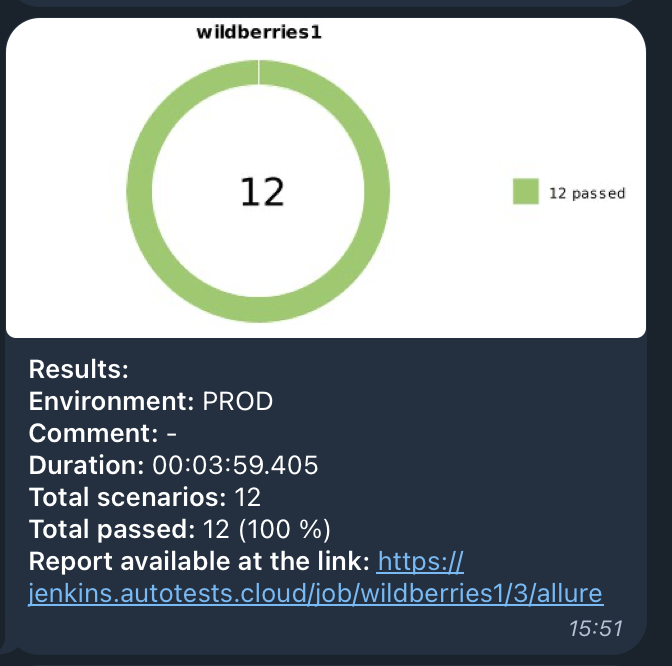 wildberries1
12
12 passed
Results:
Environment: PROD
Comment: -
Duration: 00:03:59.405
Total scenarios: 12
Total passed: 12 (100 %)
Report available at the link: https://
jenkins.autotests.cloud/job/wildberries1/3/allure
15:51